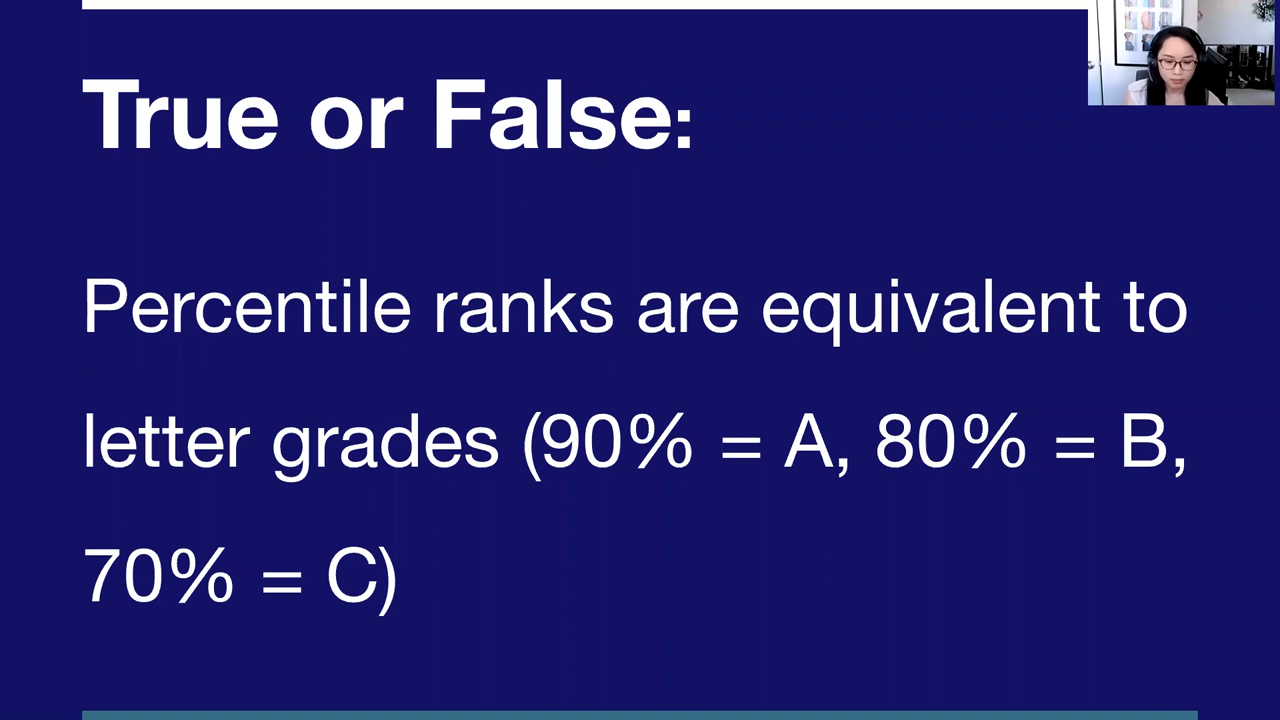 True or False:
Percentile ranks are equivalent to
letter grades (90% = A, 80% = B,
70% = C)